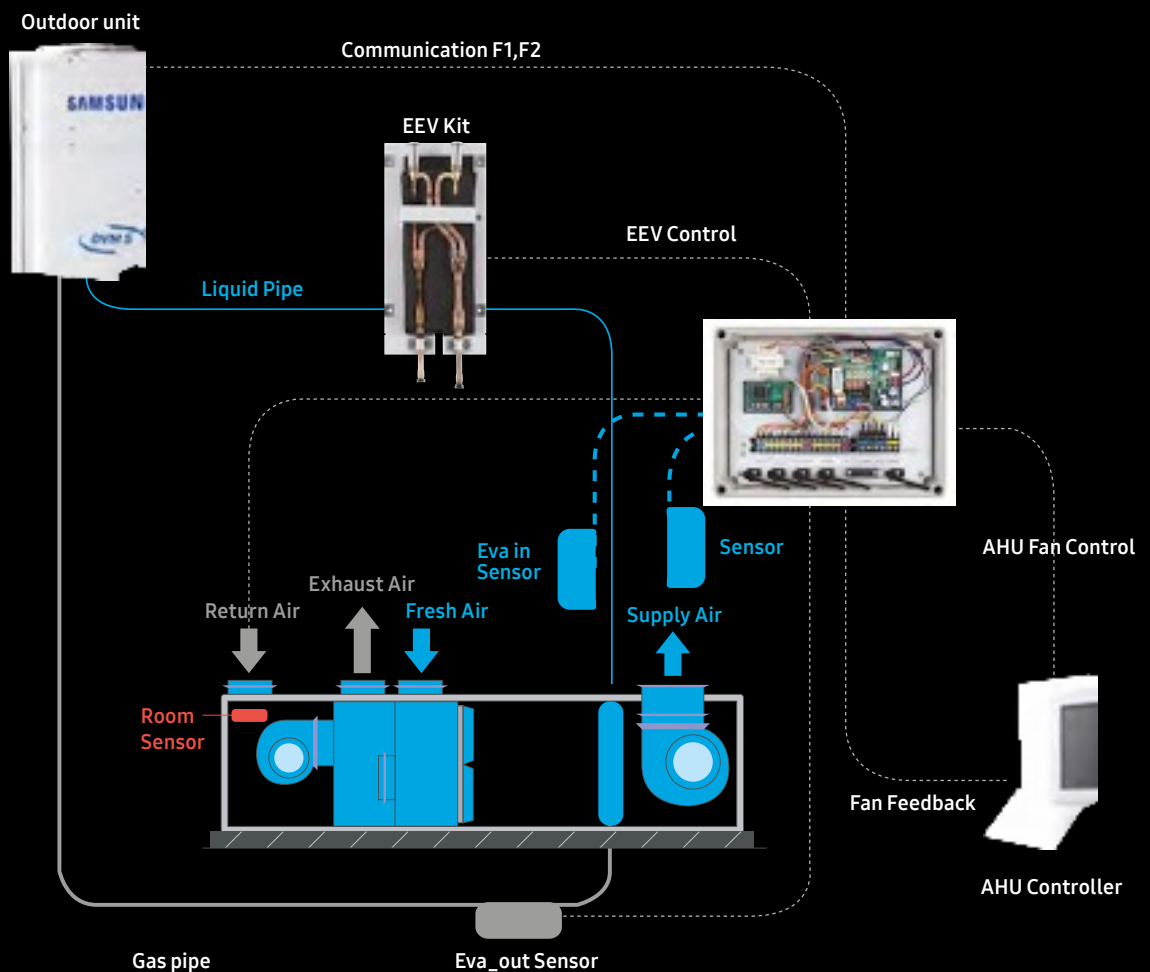 Outdoor unit
Communication F1,F2
SAMSUN
EEV Kit
DVM S
EEV Control
Liquid Pipe
Eva in
Sensor
Sensor
AHU Fan Control
Exhaust Air
Return Air
Fresh Air
Supply Air
Room
Sensor
Fan Feedback
AHU Controller
Gas pipe
Eva_out Sensor